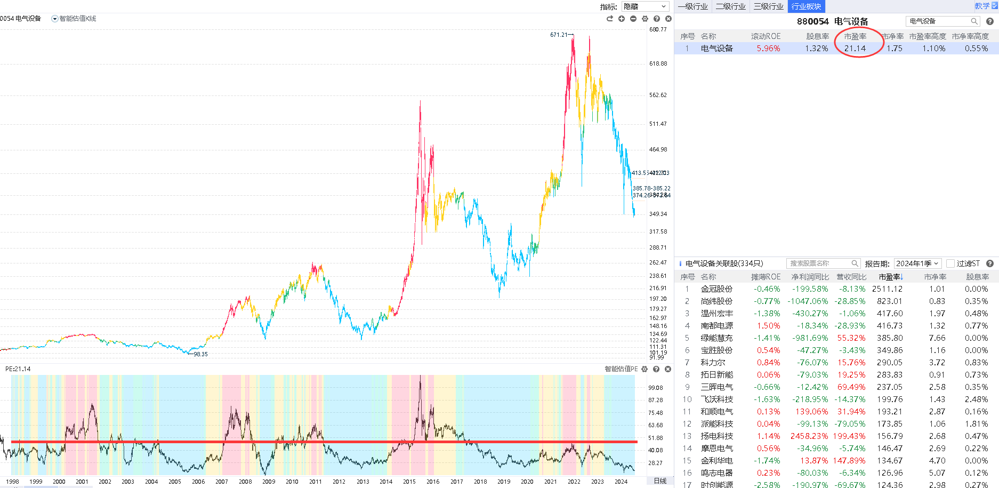 指标: 隐藏
0054 电气设备 智能估值K线
671.21
98.35
680.77
618.88
562.62
511.47
464.98
385.78-385.22
349.34
317.58
288.71
262.47
238.61
216.91
197.20
179.27
162.97
148.16
134.69
122.44
111.31
101.19
91.99
PE:21.14 智能估值PE
99.08
87.28
75.48
63.68
51.88
40.08
28.27
1998 1999 2000 2001 2002 2003 2004 2005 2006 2007 2008 2009 2010 2011 2012 2013 2014 2015 2016 2017 2018 2019 2020 2021 2022 2023 2024 日线
一级行业 二级行业 三级行业 行业板块 教学
880054 电气设备 电气设备
序号 名称 滚动ROE 股息率 市盈率 市净率 市盈率高度 市净率高度
1 电气设备 5.96% 1.32% 21.14 1.75 1.10% 0.55%
电气设备关联股(334只) 搜索股票名称 报告期: 2024年1季 过滤ST
序号 名称 摊薄ROE 净利润同比 营收同比 市盈率↓ 市净率 股息率
1 金冠股份 -0.46% -199.58% -8.13% 2511.12 1.01 0.00%
2 尚纬股份 -0.77% -1047.06% -28.85% 823.01 0.83 0.35%
3 温州宏丰 -1.38% -430.27% -1.06% 417.60 1.97 0.48%
4 南都电源 1.50% -18.34% -28.93% 416.73 1.32 0.77%
5 绿能慧充 -1.41% -981.69% 55.32% 385.80 7.66 0.00%
6 宝胜股份 0.54% -47.27% -3.43% 349.86 1.16 0.00%
7 科力尔 0.84% -76.07% 15.76% 290.05 3.72 0.83%
8 拓日新能 0.06% -79.03% 19.25% 283.83 0.91 0.73%
9 三晖电气 -0.66% -12.42% 69.49% 237.05 2.58 0.35%
10 飞沃科技 -1.63% -218.95% -14.37% 199.76 1.43 2.48%
11 和顺电气 0.13% 139.06% 31.94% 193.21 2.87 0.16%
12 派能科技 0.04% -99.13% -79.05% 173.85 1.06 1.81%
13 扬电科技 1.14% 2458.23% 199.43% 156.79 2.68 0.47%
14 摩恩电气 0.56% -34.96% -5.74% 146.47 2.69 0.22%
15 金利华电 -1.74% 13.87% 147.89% 134.67 4.70 0.00%
16 鸣志电器 0.23% -80.03% -6.34% 126.96 5.07 0.12%
17 时创能源 -2.58% -190.97% -69.67% 124.36 2.98 0.27%